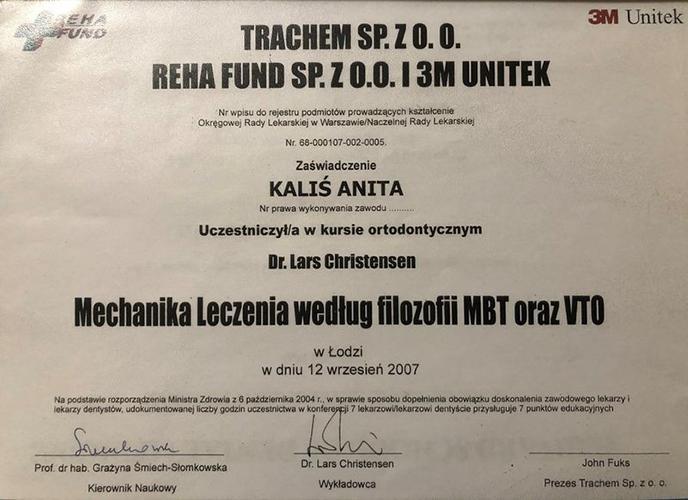 REHA
FUND
3M Unitek
TRACHEM SP. Z O. O.
REHA FUND SP. Z O.O. I 3M UNITEK
Nr wpisu do rejestru podmiotów prowadzących kształcenie
Okręgowej Rady Lekarskiej w Warszawie/Naczelnej Rady Lekarskiej
Nr. 68-000107-002-0005.
Zaświadczenie
KALIŚ ANITA
Nr prawa wykonywania zawodu ..........
Uczestniczył/a w kursie ortodontycznym
Dr. Lars Christensen
Mechanika Leczenia według filozofii MBT oraz VTO
w Łodzi
w dniu 12 wrzesień 2007
Na podstawie rozporządzenia Ministra Zdrowia z 6 października 2004 r., w sprawie sposobu dopełnienia obowiązku doskonalenia zawodowego lekarzy i
lekarzy dentystów, udokumentowanej liczby godzin uczestnictwa w konferencji 7 lekarzowi/lekarzowi dentyście przysługuje 7 punktów edukacyjnych
Prof. dr hab. Grażyna Śmiech-Słomkowska
Kierownik Naukowy
Dr. Lars Christensen
Wykładowca
John Fuks
Prezes Trachem Sp. z o. o.